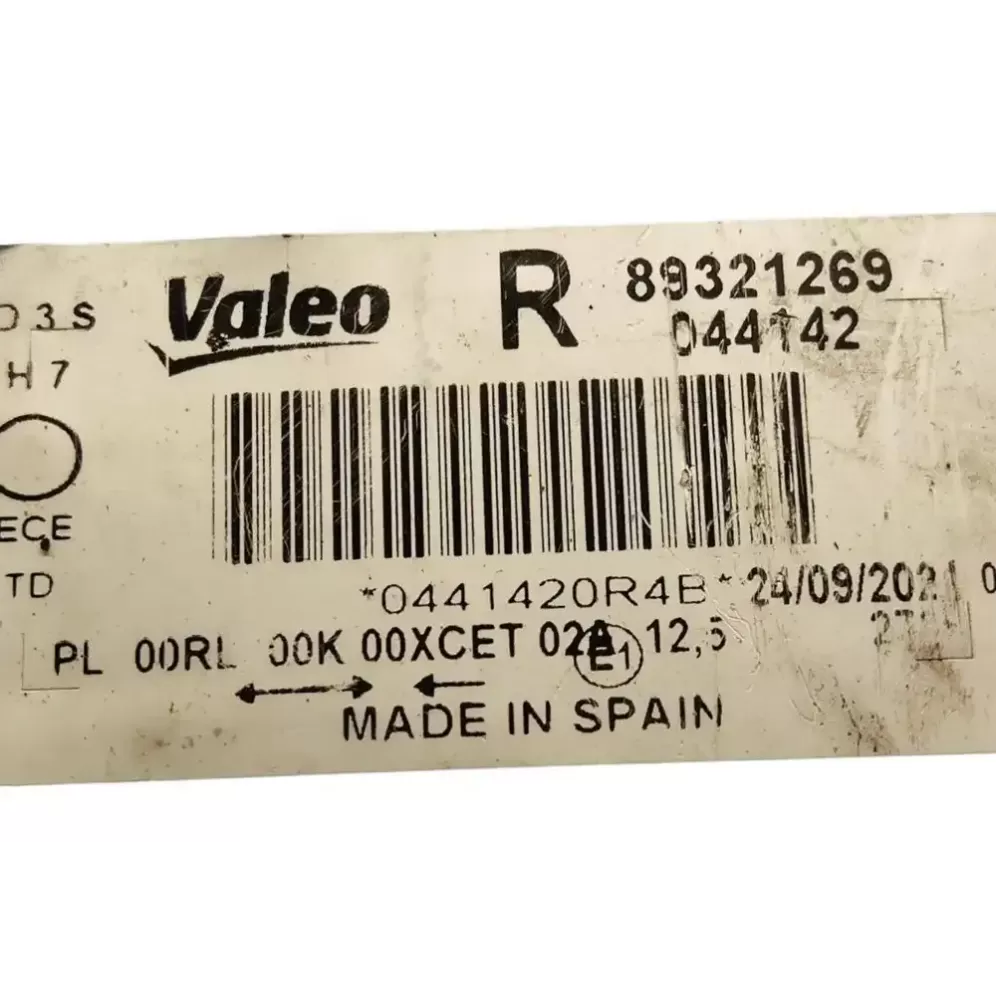 D3S
H7
Valeo R 89321269
044142
ECE
TD
*0441420R4B* 24/09/2021 0
PL 00RL 00K 00XCET 02A E1 12,5
MADE IN SPAIN